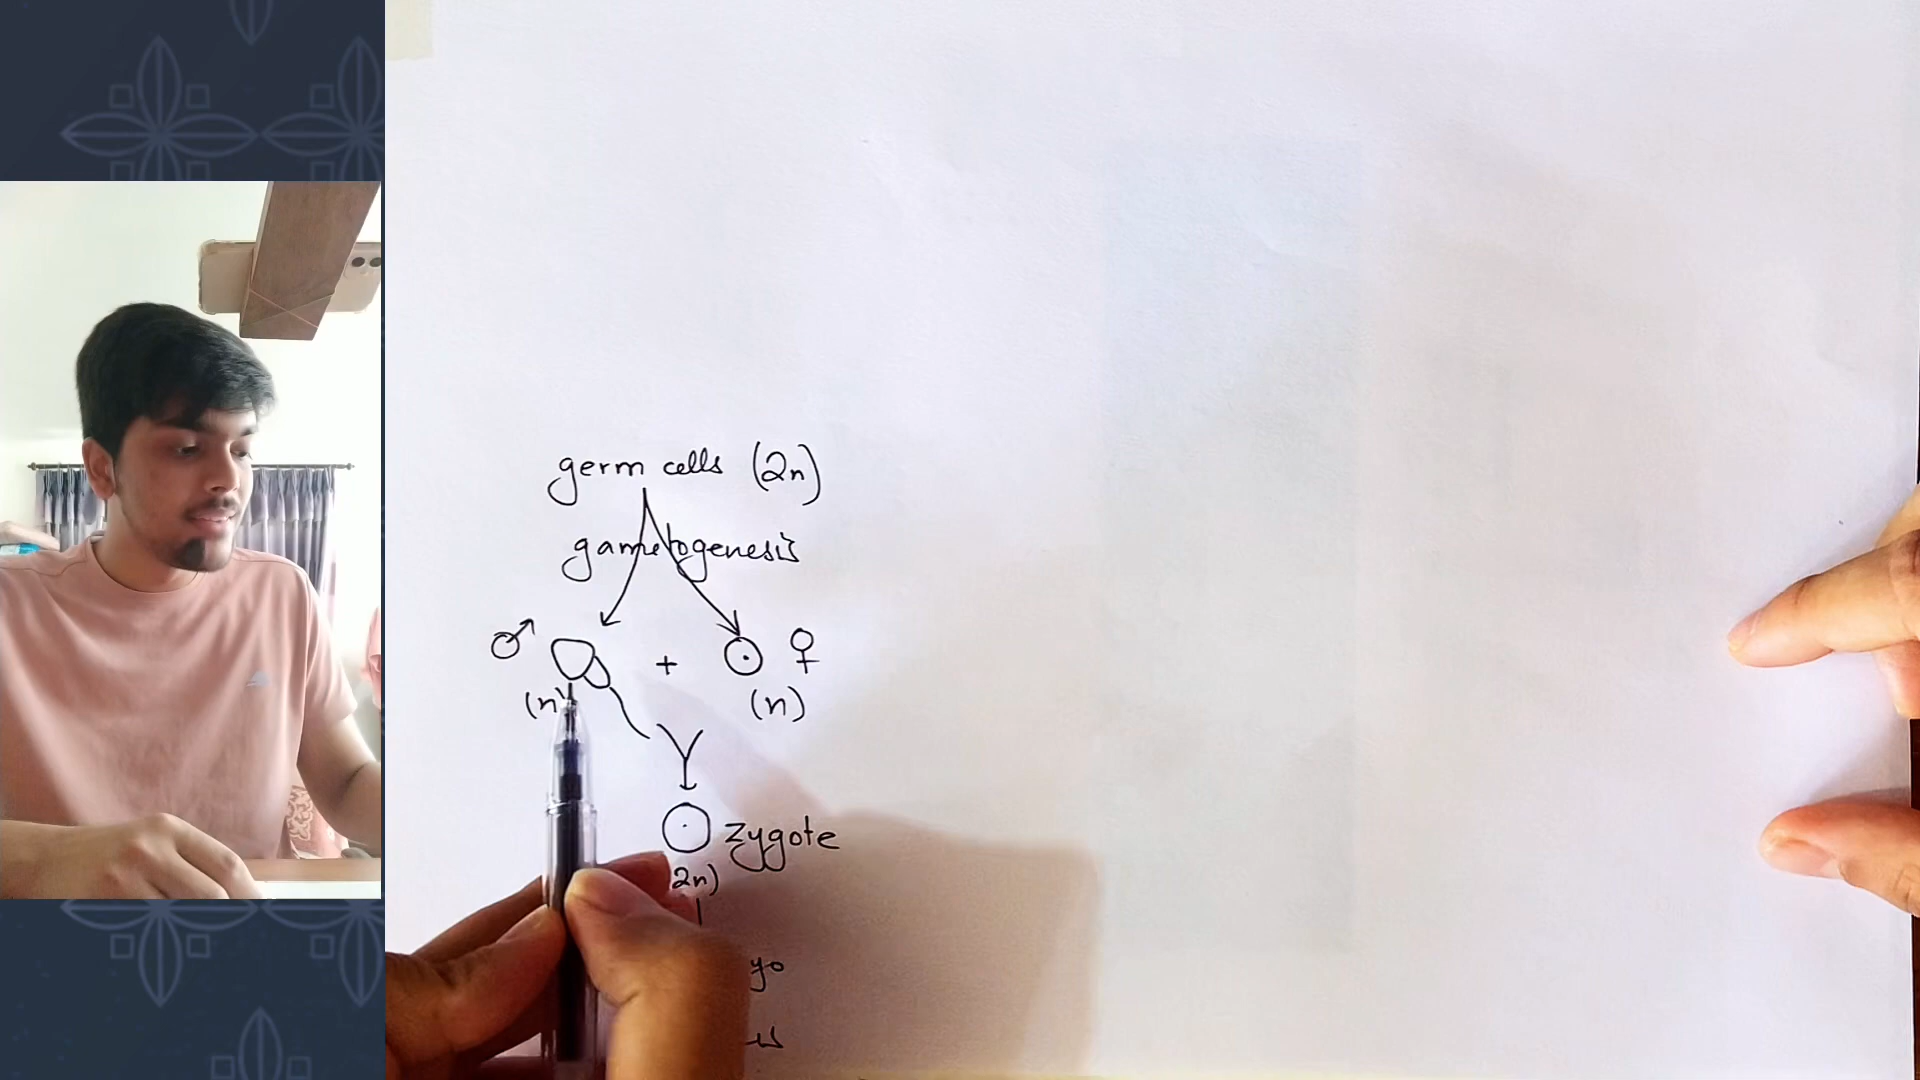 germ cells (2n)
gametogenesis
♂ + ♀
(n) (n)
zygote
2n)